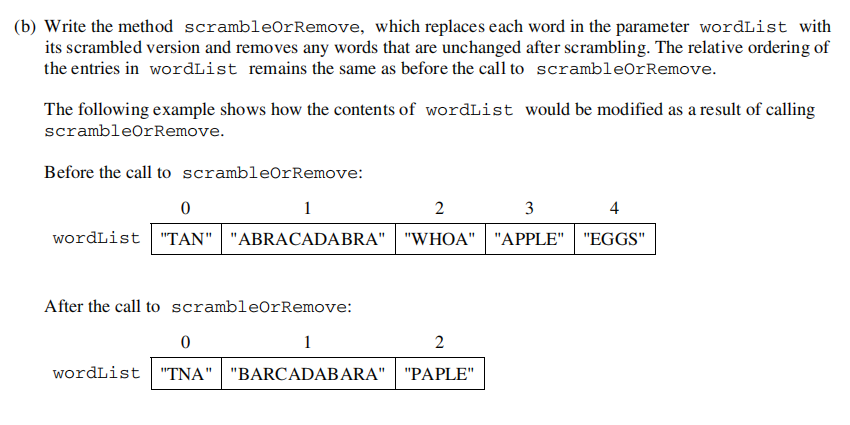 (b) Write the method scrambleOrRemove, which replaces each word in the parameter wordList with
its scrambled version and removes any words that are unchanged after scrambling. The relative ordering of
the entries in wordList remains the same as before the call to scrambleOrRemove.
The following example shows how the contents of wordList would be modified as a result of calling
scrambleOrRemove.
Before the call to scrambleOrRemove:
0 1 2 3 4
wordList "TAN" "ABRACADABRA" "WHOA" "APPLE" "EGGS"
After the call to scrambleOrRemove:
0 1 2
wordList "TNA" "BARCADABARA" "PAPLE"